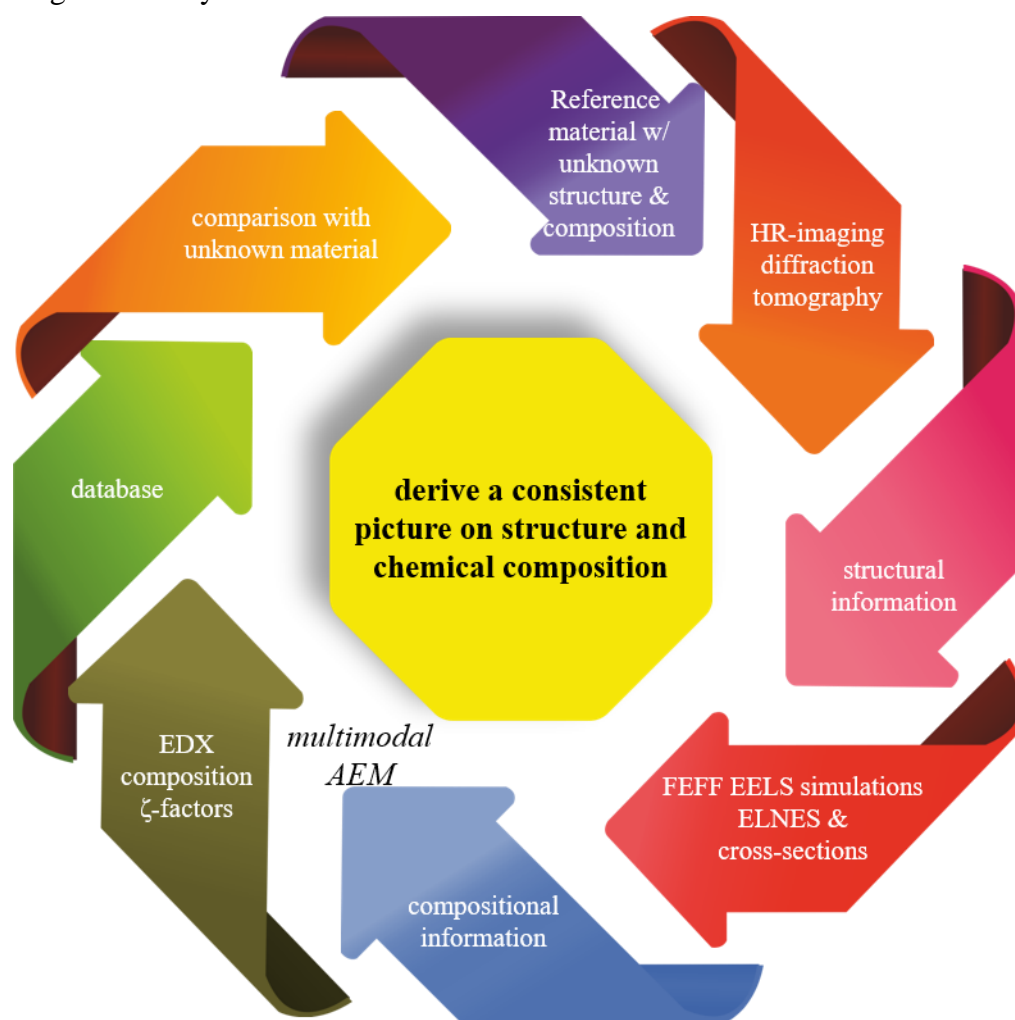 Reference
material w/
unknown
structure &
composition
HR-imaging
diffraction
tomography
structural
information
FEFF EELS simulations
ELNES &
cross-sections
compositional
information
multimodal
AEM
EDX
composition
ζ-factors
database
comparison with
unknown material
derive a consistent
picture on structure and
chemical composition